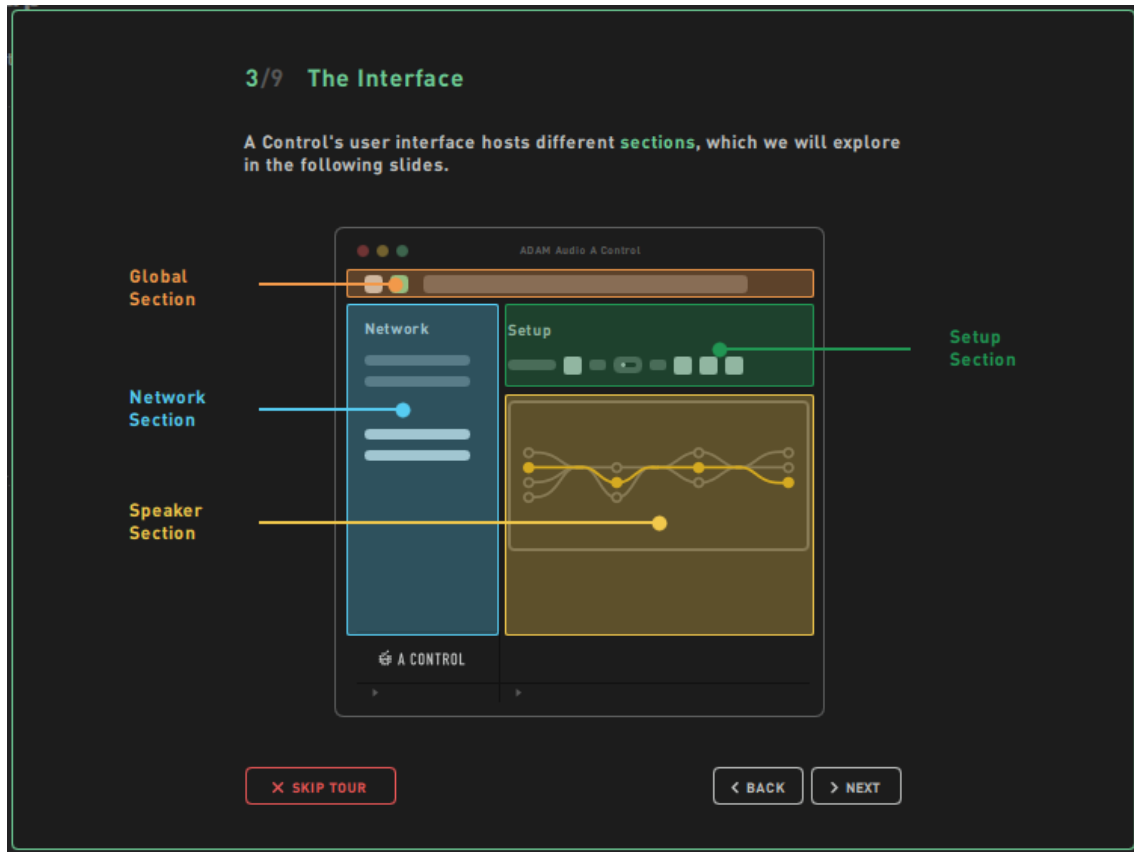 3/9 The Interface
A Control's user interface hosts different sections, which we will explore
in the following slides.
ADAM Audio A Control
Global
Section
Network
Setup
Setup
Section
Network
Section
Speaker
Section
A CONTROL
SKIP TOUR
BACK
NEXT